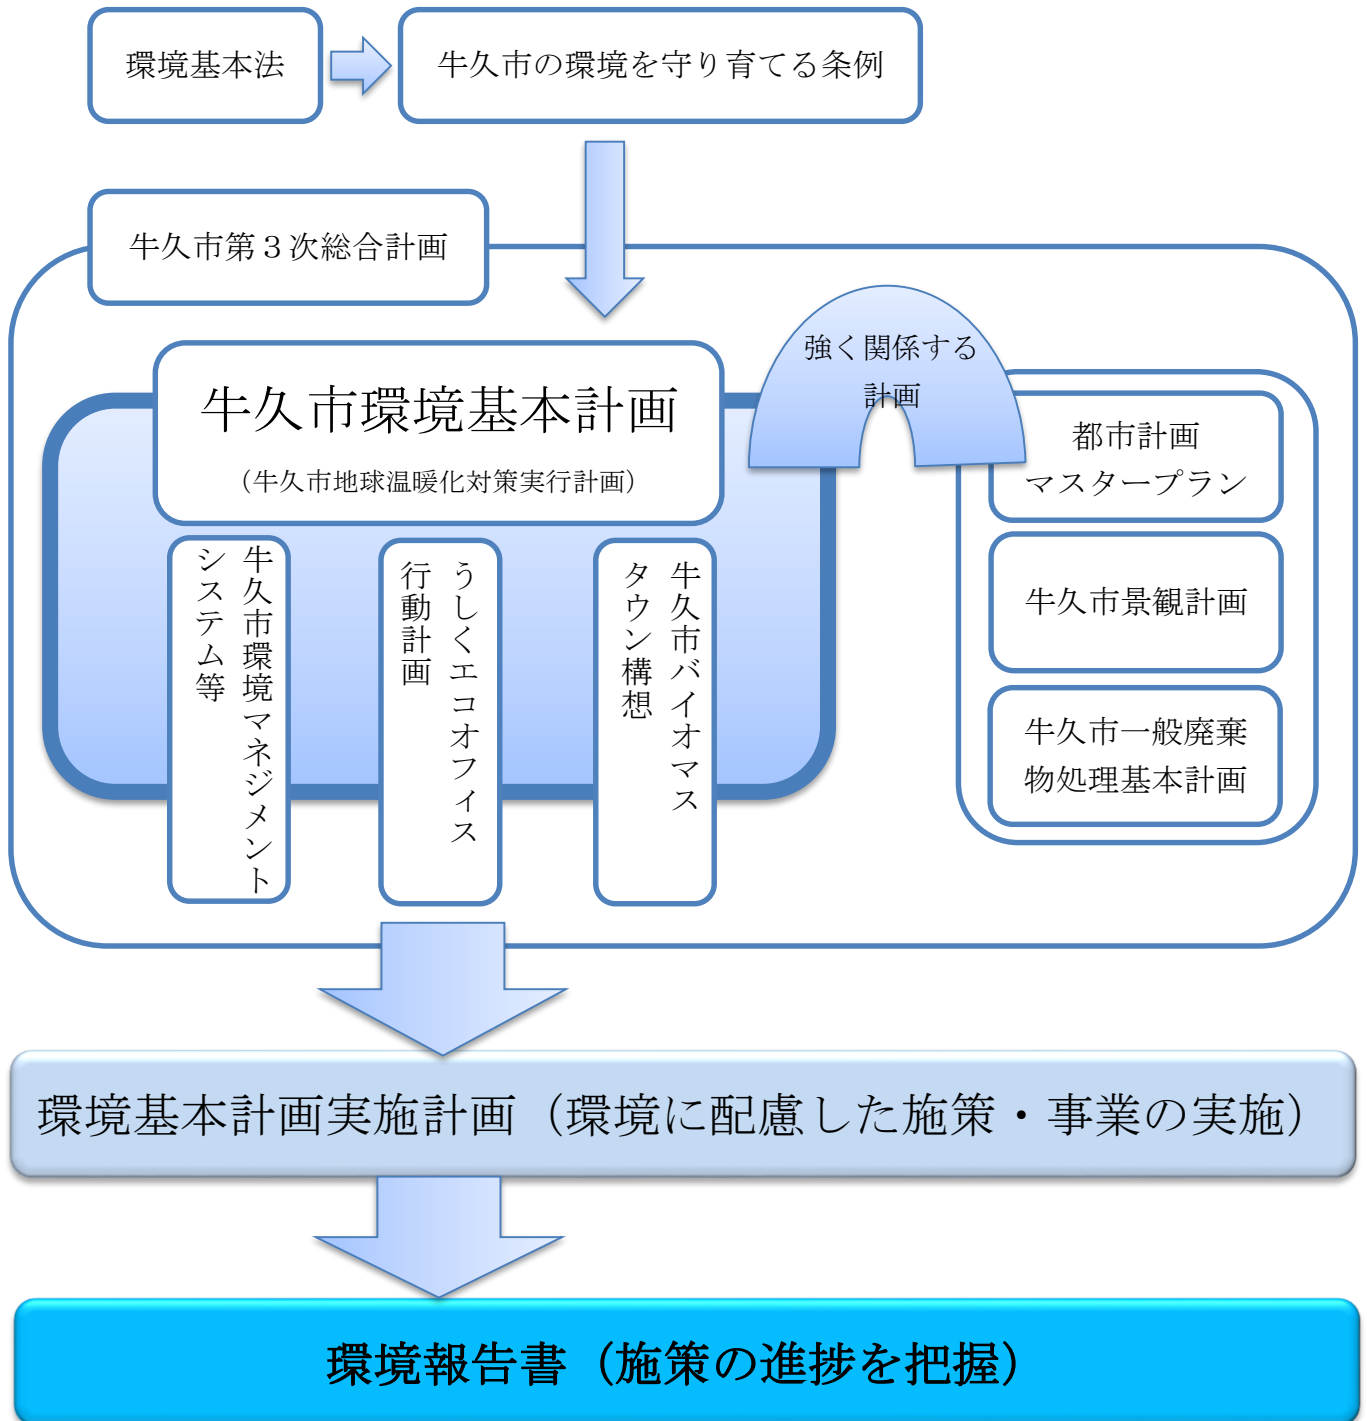 環境基本法
牛久市の環境を守り育てる条例
牛久市第３次総合計画
強く関係する
計画
牛久市環境基本計画
（牛久市地球温暖化対策実行計画）
都市計画
マスタープラン
牛久市景観計画
牛久市一般廃棄
物処理基本計画
牛久市環境マネジメント
システム等
うしくエコオフィス
行動計画
牛久市バイオマス
タウン構想
環境基本計画実施計画（環境に配慮した施策・事業の実施）
環境報告書（施策の進捗を把握）